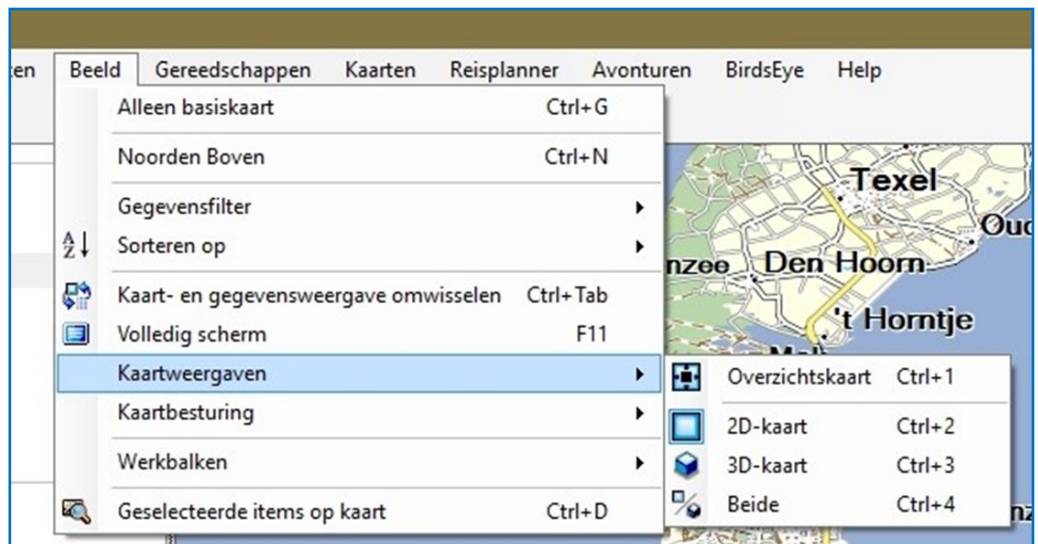 en Beeld Gereedschappen Kaarten Reisplanner Avonturen BirdsEye Help
Alleen basiskaart Ctrl+G
Noorden Boven Ctrl+N
Gegevensfilter
Sorteren op
Kaart- en gegevensweergave omwisselen Ctrl+Tab
Volledig scherm F11
Kaartweergaven
Kaartbesturing
Werkbalken
Geselecteerde items op kaart Ctrl+D
Overzichtskaart Ctrl+1
2D-kaart Ctrl+2
3D-kaart Ctrl+3
Beide Ctrl+4
Texel
Oud
nzee Den Hoorn
't Horntje